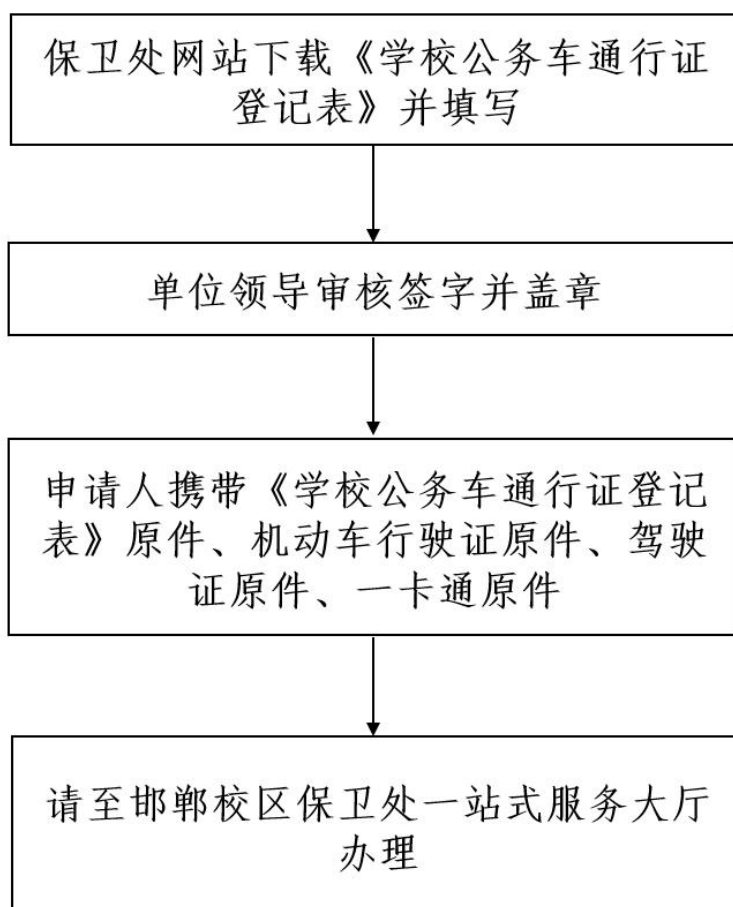 保卫处网站下载《学校公务车通行证
登记表》并填写
单位领导审核签字并盖章
申请人携带《学校公务车通行证登记
表》原件、机动车行驶证原件、驾驶
证原件、一卡通原件
请至邯郸校区保卫处一站式服务大厅
办理